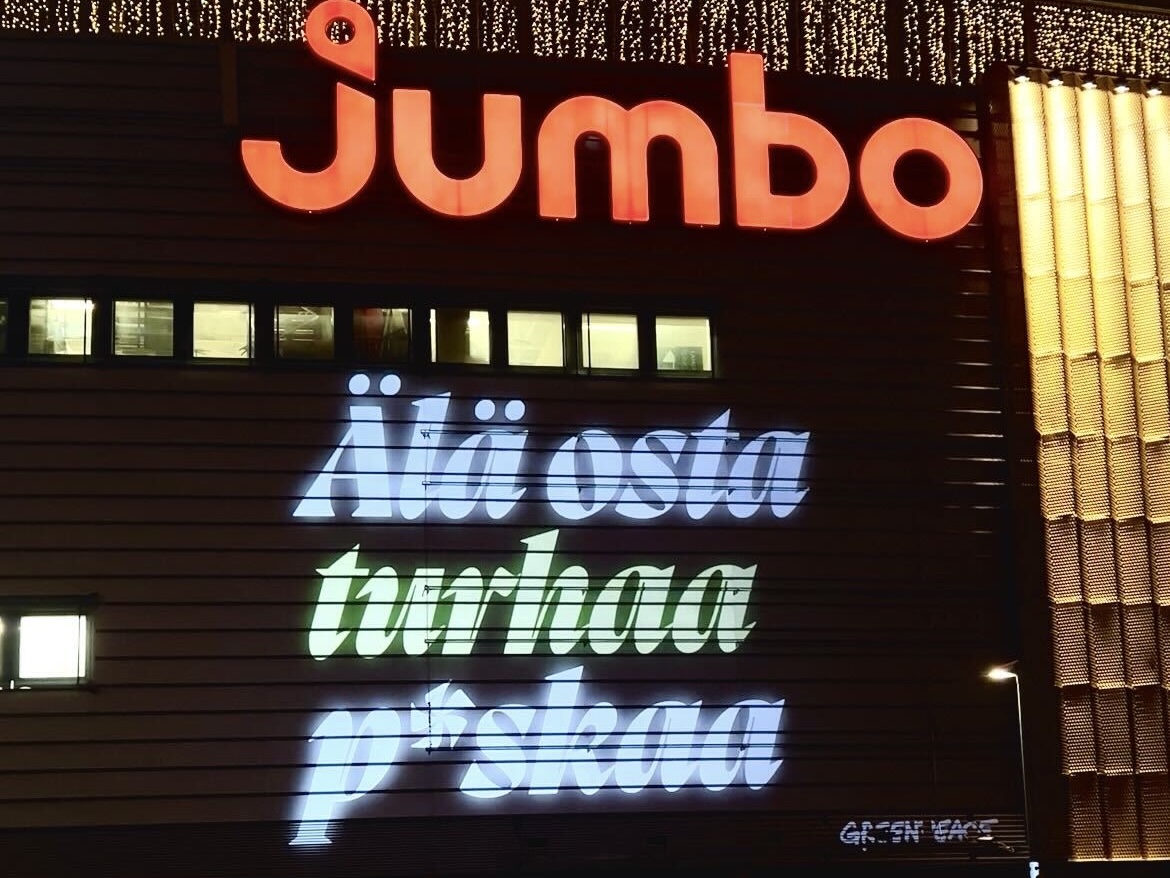 Jumbo
Älä osta
turhaa
p*skaa
GREENPEACE